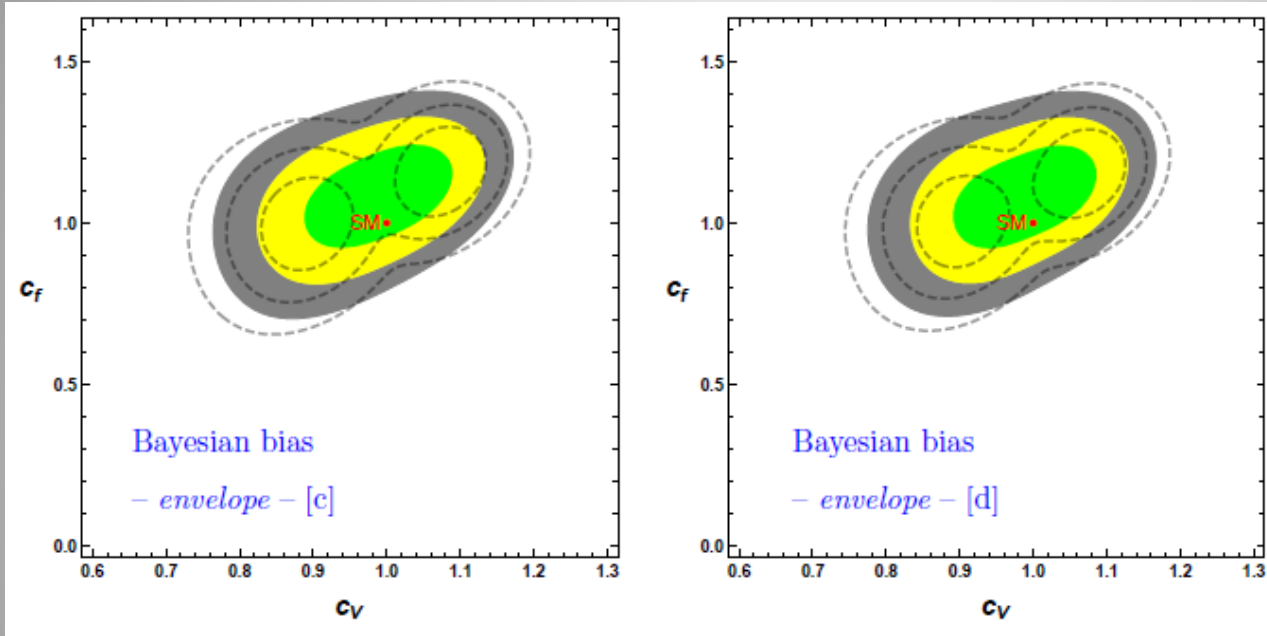 1.5
1.0
0.5
0.0
c_f
SM
Bayesian bias
– envelope – [c]
0.6 0.7 0.8 0.9 1.0 1.1 1.2 1.3
c_V
1.5
1.0
0.5
0.0
c_f
SM
Bayesian bias
– envelope – [d]
0.6 0.7 0.8 0.9 1.0 1.1 1.2 1.3
c_V